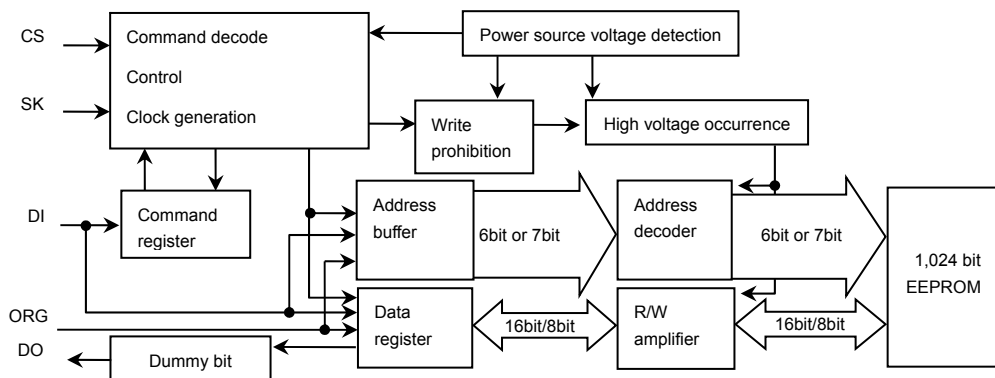 CS
Command decode
Power source voltage detection
Control
SK
Clock generation
Write
prohibition
High voltage occurrence
DI
Command
register
Address
buffer
6bit or 7bit
Address
decoder
6bit or 7bit
1,024 bit
EEPROM
ORG
Data
register
16bit/8bit
R/W
amplifier
16bit/8bit
DO
Dummy bit